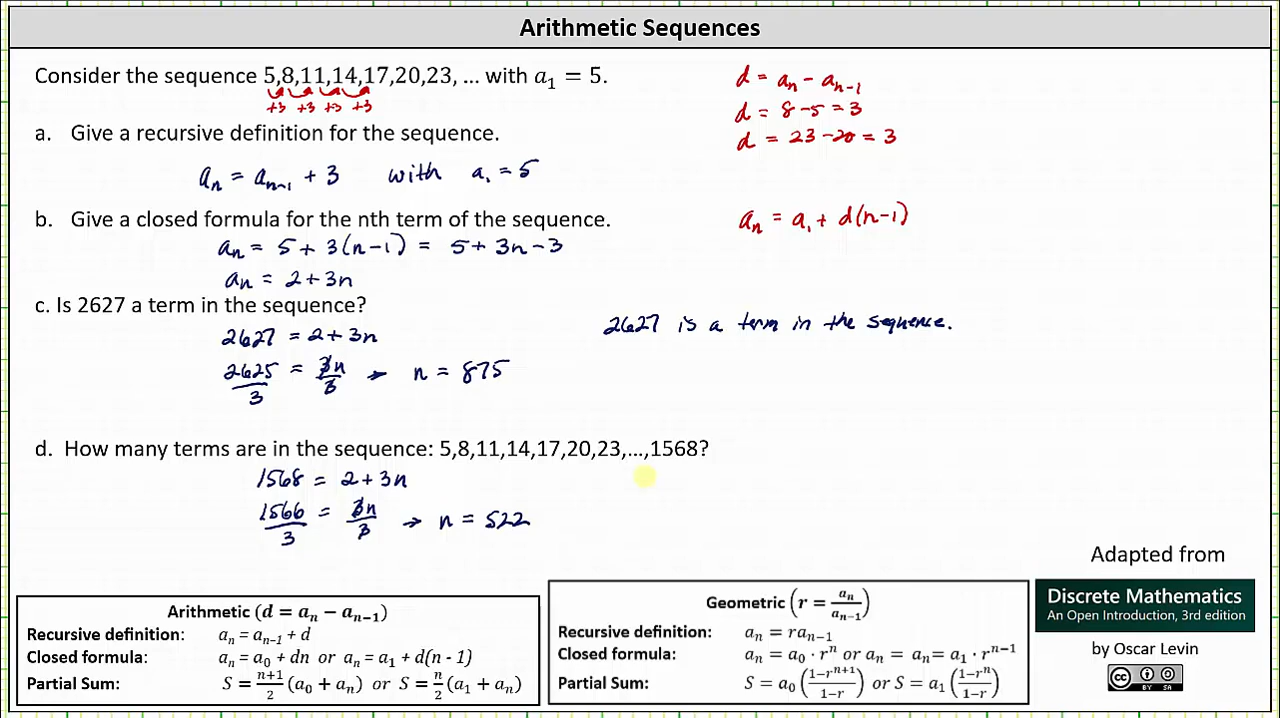 Arithmetic Sequences
Consider the sequence 5,8,11,14,17,20,23, ... with a₁ = 5.
+3 +3 +3 +3
d = aₙ − aₙ₋₁
d = 8 − 5 = 3
d = 23 − 20 = 3
a. Give a recursive definition for the sequence.
aₙ = aₙ₋₁ + 3 with a₁ = 5
b. Give a closed formula for the nth term of the sequence.
aₙ = a₁ + d(n−1)
aₙ = 5 + 3(n−1) = 5 + 3n − 3
aₙ = 2 + 3n
c. Is 2627 a term in the sequence?
2627 = 2 + 3n
2627 is a term in the sequence.
2625/3 = 3n/3 → n = 875
d. How many terms are in the sequence: 5,8,11,14,17,20,23,...,1568?
1568 = 2 + 3n
1566/3 = 3n/3 → n = 522
Arithmetic (d = aₙ − aₙ₋₁)
Recursive definition: aₙ = aₙ₋₁ + d
Closed formula: aₙ = a₀ + dn or aₙ = a₁ + d(n - 1)
Partial Sum: S = (n+1)/2 (a₀ + aₙ) or S = n/2 (a₁ + aₙ)
Geometric (r = aₙ/aₙ₋₁)
Recursive definition: aₙ = raₙ₋₁
Closed formula: aₙ = a₀ · rⁿ or aₙ = aₙ = a₁ · rⁿ⁻¹
Partial Sum: S = a₀ ((1−rⁿ⁺¹)/(1−r)) or S = a₁ ((1−rⁿ)/(1−r))
Adapted from
Discrete Mathematics
An Open Introduction, 3rd edition
by Oscar Levin
cc BY SA